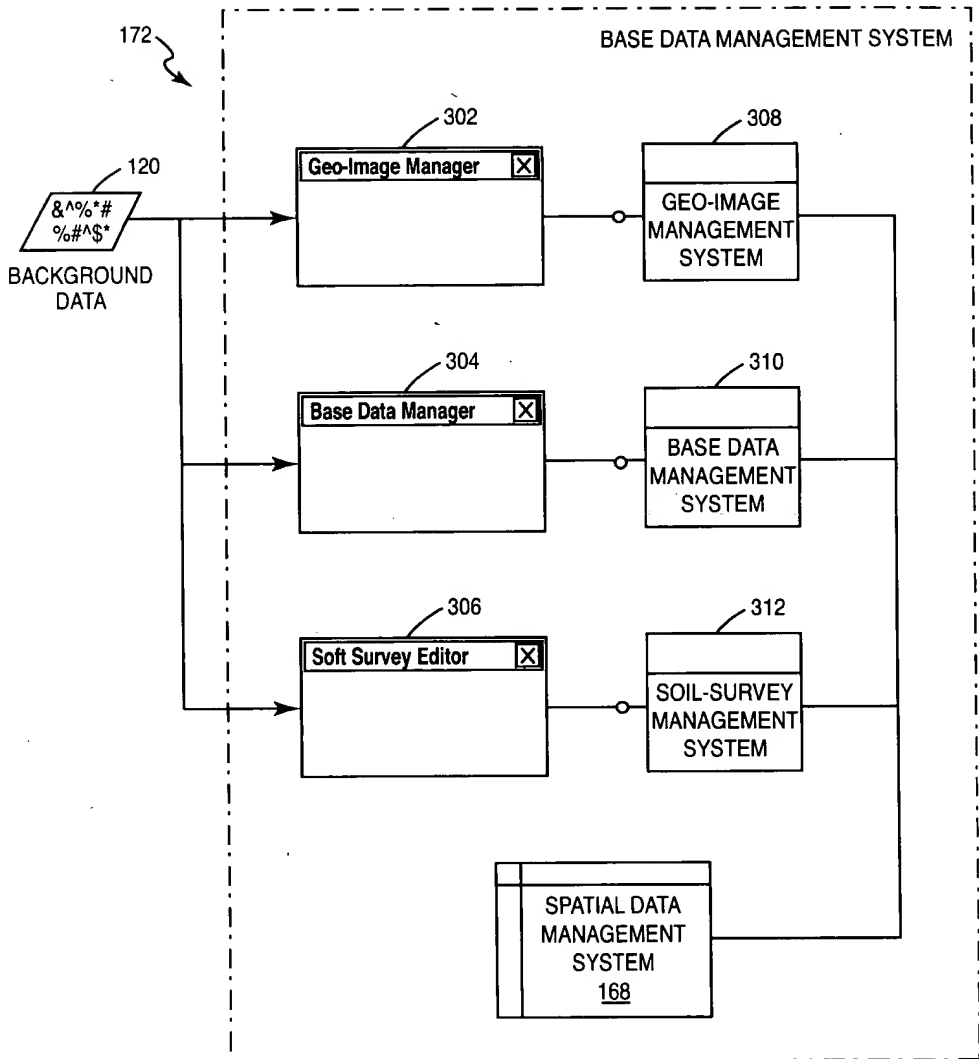 172
BASE DATA MANAGEMENT SYSTEM
120
&^%*#
%#^$*
BACKGROUND
DATA
302
Geo-Image Manager
X
308
GEO-IMAGE
MANAGEMENT
SYSTEM
304
Base Data Manager
X
310
BASE DATA
MANAGEMENT
SYSTEM
306
Soft Survey Editor
X
312
SOIL-SURVEY
MANAGEMENT
SYSTEM
SPATIAL DATA
MANAGEMENT
SYSTEM
168